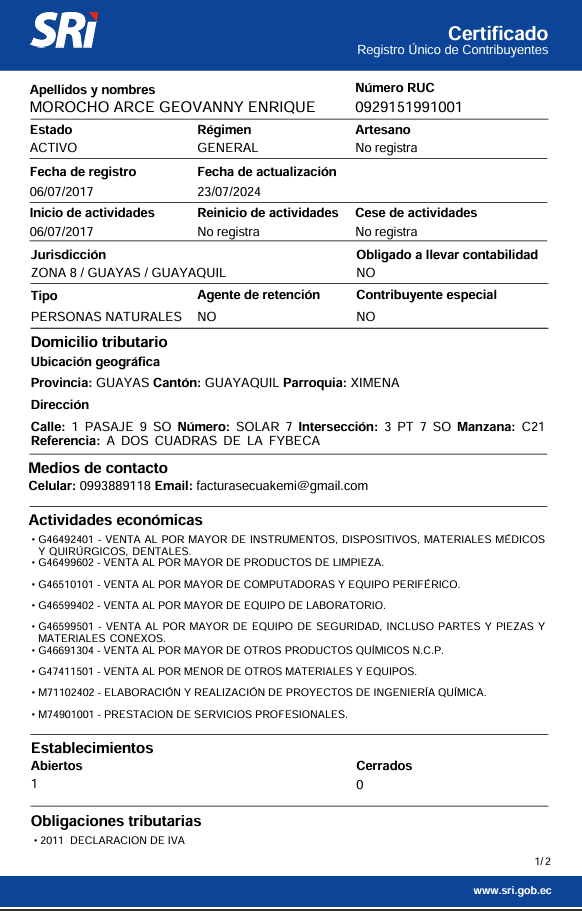 SRi
Certificado
Registro Único de Contribuyentes
Apellidos y nombres Número RUC
MOROCHO ARCE GEOVANNY ENRIQUE 0929151991001
Estado Régimen Artesano
ACTIVO GENERAL No registra
Fecha de registro Fecha de actualización
06/07/2017 23/07/2024
Inicio de actividades Reinicio de actividades Cese de actividades
06/07/2017 No registra No registra
Jurisdicción Obligado a llevar contabilidad
ZONA 8 / GUAYAS / GUAYAQUIL NO
Tipo Agente de retención Contribuyente especial
PERSONAS NATURALES NO NO
Domicilio tributario
Ubicación geográfica
Provincia: GUAYAS Cantón: GUAYAQUIL Parroquia: XIMENA
Dirección
Calle: 1 PASAJE 9 SO Número: SOLAR 7 Intersección: 3 PT 7 SO Manzana: C21
Referencia: A DOS CUADRAS DE LA FYBECA
Medios de contacto
Celular: 0993889118 Email: facturasecuakemi@gmail.com
Actividades económicas
• G46492401 - VENTA AL POR MAYOR DE INSTRUMENTOS, DISPOSITIVOS, MATERIALES MÉDICOS
Y QUIRÚRGICOS, DENTALES.
• G46499602 - VENTA AL POR MAYOR DE PRODUCTOS DE LIMPIEZA.
• G46510101 - VENTA AL POR MAYOR DE COMPUTADORAS Y EQUIPO PERIFÉRICO.
• G46599402 - VENTA AL POR MAYOR DE EQUIPO DE LABORATORIO.
• G46599501 - VENTA AL POR MAYOR DE EQUIPO DE SEGURIDAD, INCLUSO PARTES Y PIEZAS Y
MATERIALES CONEXOS.
• G46691304 - VENTA AL POR MAYOR DE OTROS PRODUCTOS QUÍMICOS N.C.P.
• G47411501 - VENTA AL POR MENOR DE OTROS MATERIALES Y EQUIPOS.
• M71102402 - ELABORACIÓN Y REALIZACIÓN DE PROYECTOS DE INGENIERÍA QUÍMICA.
• M74901001 - PRESTACION DE SERVICIOS PROFESIONALES.
Establecimientos
Abiertos Cerrados
1 0
Obligaciones tributarias
• 2011 DECLARACION DE IVA
1/2
www.sri.gob.ec